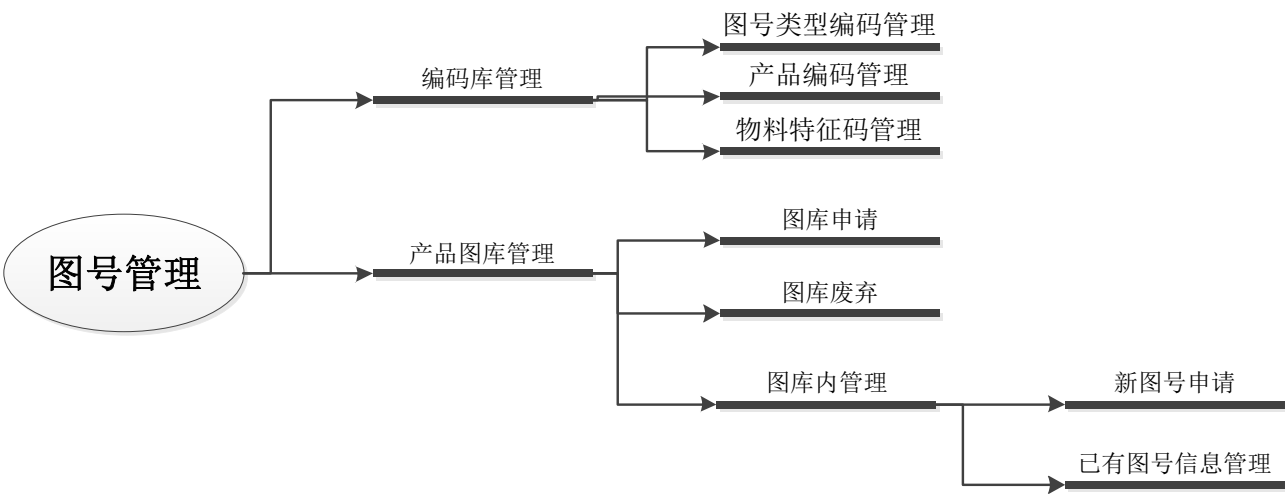 图号管理
编码库管理
图号类型编码管理
产品编码管理
物料特征码管理
产品图库管理
图库申请
图库废弃
图库内管理
新图号申请
已有图号信息管理